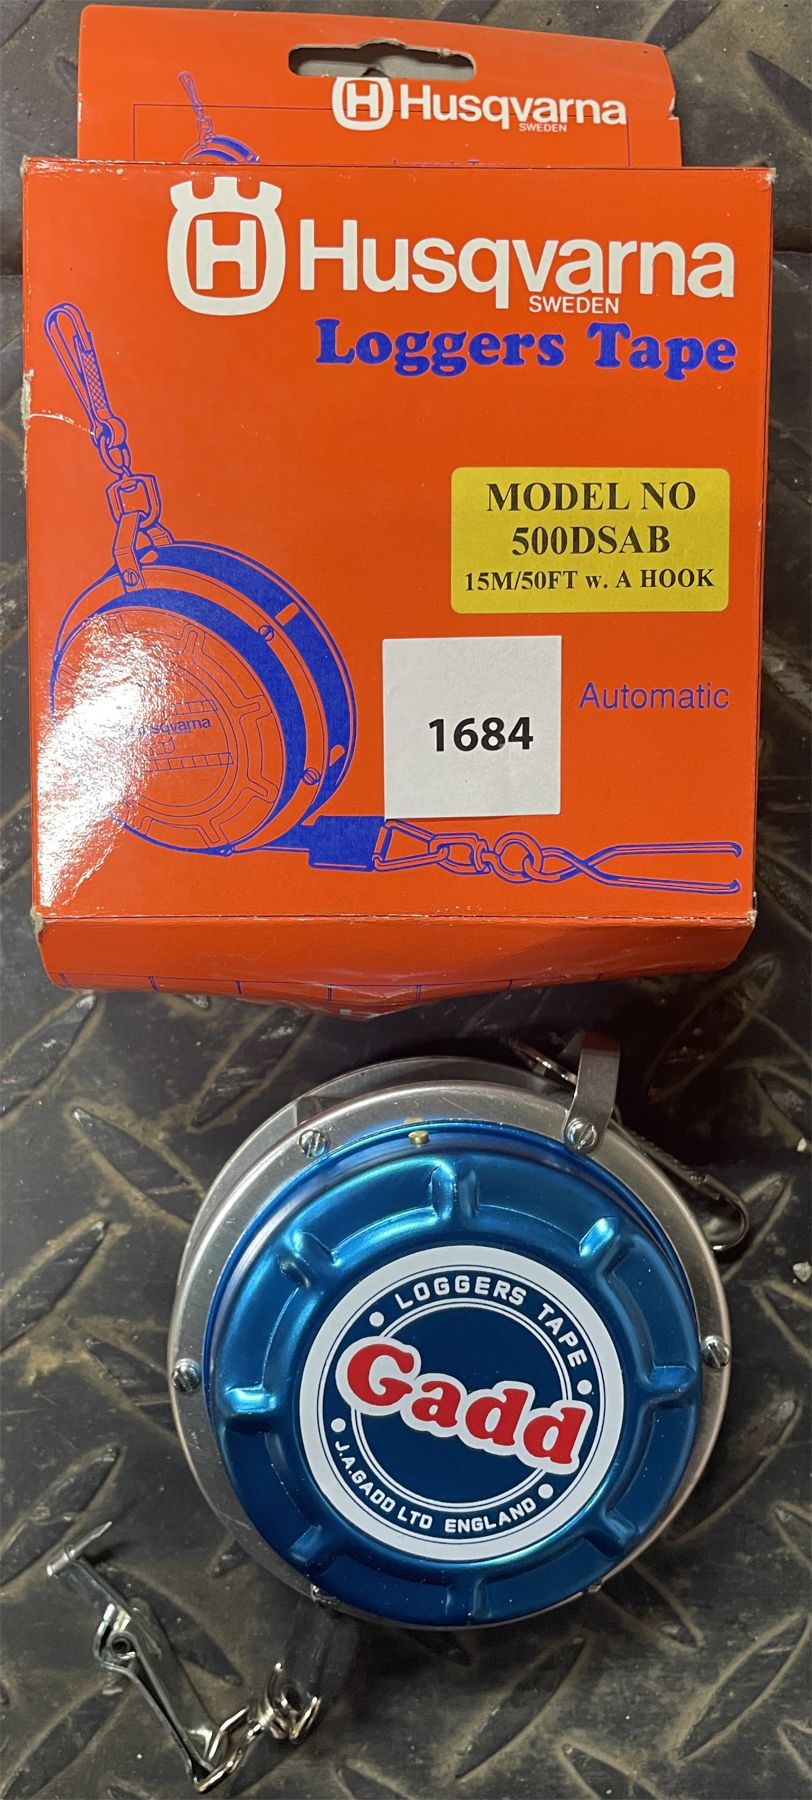 Husqvarna
SWEDEN
Husqvarna
SWEDEN
Loggers Tape
MODEL NO
500DSAB
15M/50FT w. A HOOK
1684
Automatic
Husqvarna
LOGGERS TAPE
Gadd
J.A.GADD LTD ENGLAND